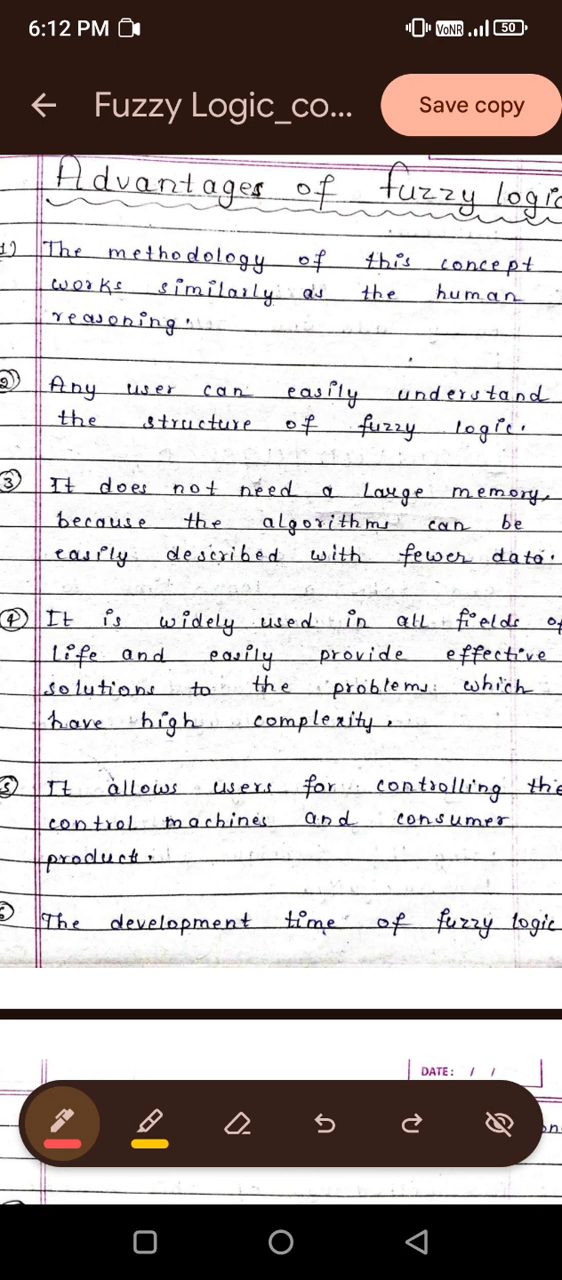 6:12 PM
VoNR 50
Fuzzy Logic_co...
Save copy
Advantages of fuzzy logic
1) The methodology of this concept
works similarly as the human
reasoning.
2) Any user can easily understand
the structure of fuzzy logic.
3) It does not need a large memory,
because the algorithms can be
easily described with fewer data.
4) It is widely used in all fields of
life and easily provide effective
solutions to the problems which
have high complexity.
5) It allows users for controlling the
control machines and consumer
product.
6) The development time of fuzzy logic
DATE: / /